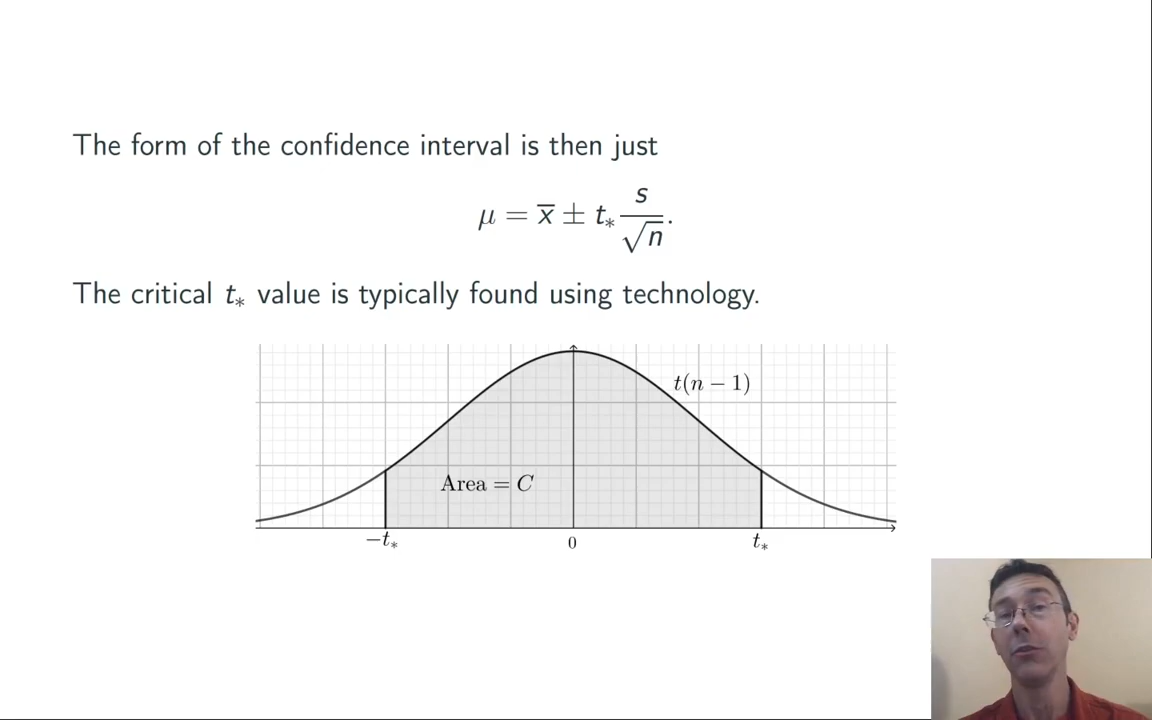 The form of the confidence interval is then just
μ = x̅ ± t* s/√n.
The critical t* value is typically found using technology.
t(n − 1)
Area = C
−t* 0 t*